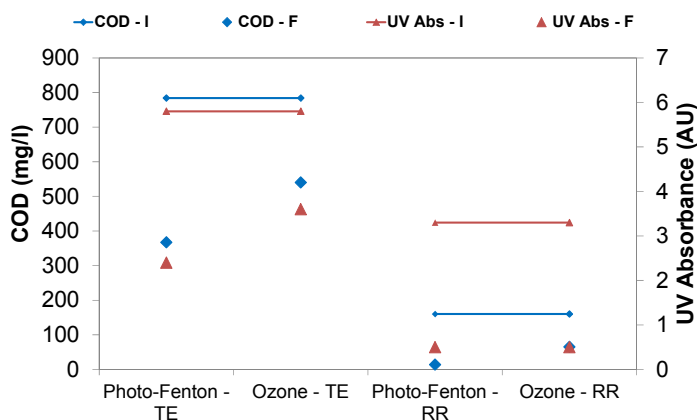 COD - I COD - F UV Abs - I UV Abs - F
900
800
700
600
500
400
300
200
100
0
COD (mg/l)
7
6
5
4
3
2
1
0
UV Absorbance (AU)
Photo-Fenton -
TE
Ozone - TE
Photo-Fenton -
RR
Ozone - RR